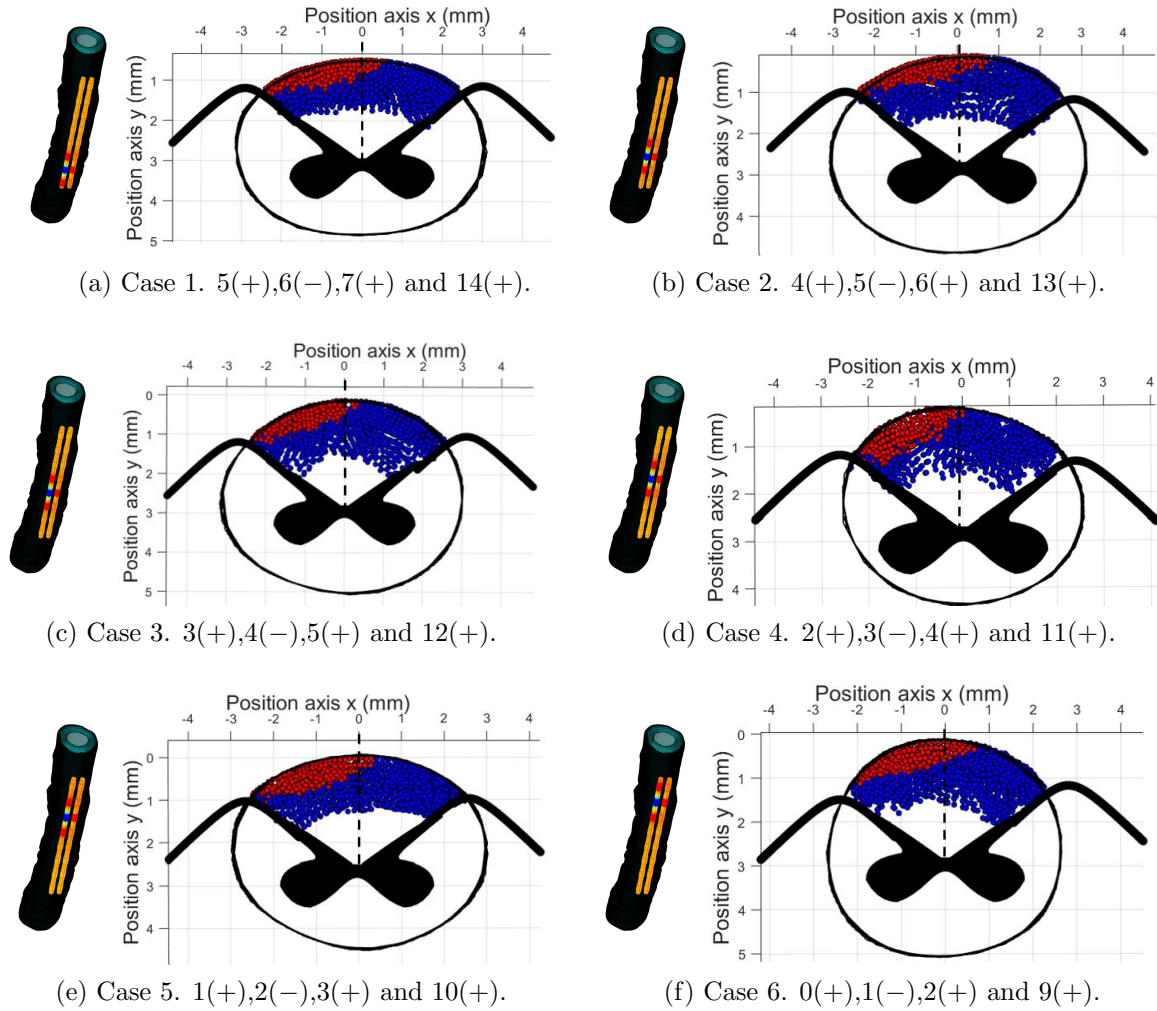 Position axis x (mm)
-4 -3 -2 -1 0 1 2 3 4
Position axis y (mm)
1
2
3
4
5
(a) Case 1. 5(+),6(−),7(+) and 14(+).
Position axis x (mm)
-4 -3 -2 -1 0 1 2 3 4
Position axis y (mm)
0
1
2
3
4
(b) Case 2. 4(+),5(−),6(+) and 13(+).
Position axis x (mm)
-4 -3 -2 -1 0 1 2 3 4
Position axis y (mm)
0
1
2
3
4
5
(c) Case 3. 3(+),4(−),5(+) and 12(+).
Position axis x (mm)
-4 -3 -2 -1 0 1 2 3 4
Position axis y (mm)
0
1
2
3
4
(d) Case 4. 2(+),3(−),4(+) and 11(+).
Position axis x (mm)
-4 -3 -2 -1 0 1 2 3 4
Position axis y (mm)
0
1
2
3
4
(e) Case 5. 1(+),2(−),3(+) and 10(+).
Position axis x (mm)
-4 -3 -2 -1 0 1 2 3 4
Position axis y (mm)
0
1
2
3
4
5
(f) Case 6. 0(+),1(−),2(+) and 9(+).